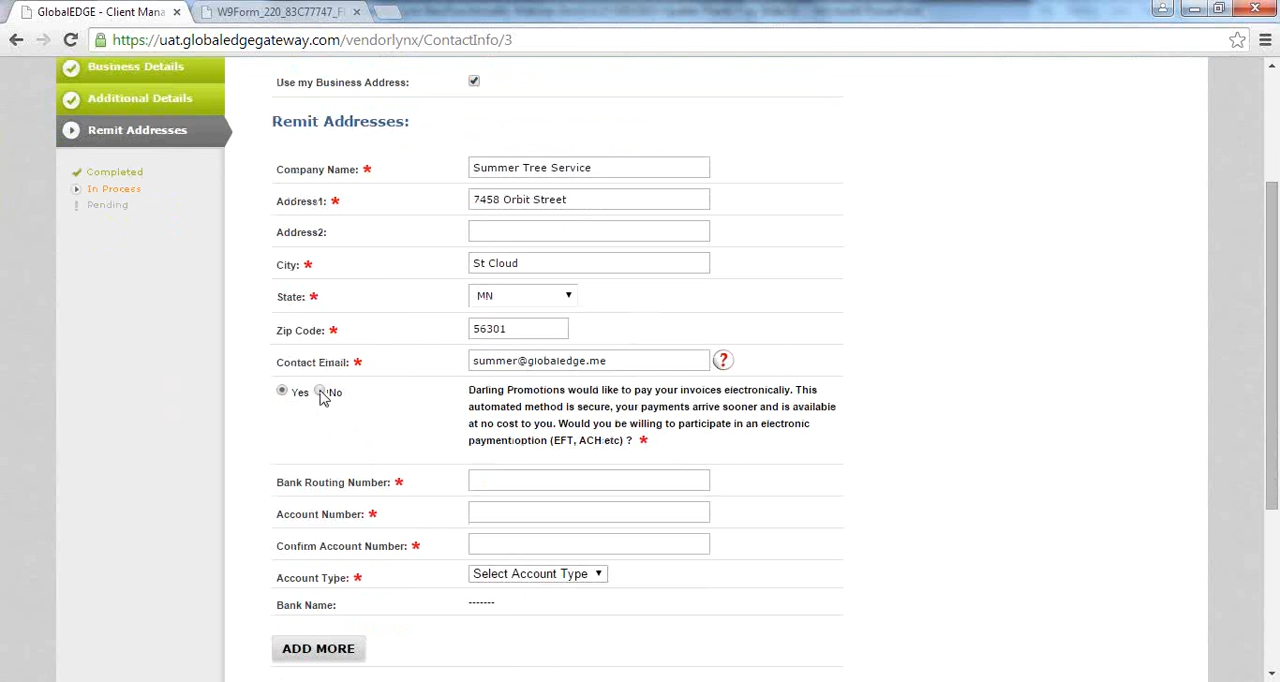 GlobalEDGE - Client Mana
W9Form_220_83C77747_F
https://uat.globaledgegateway.com/vendorlynx/ContactInfo/3
Business Details
Additional Details
Remit Addresses
Completed
In Process
Pending
Use my Business Address:
Remit Addresses:
Company Name: * Summer Tree Service
Address1: * 7458 Orbit Street
Address2:
City: * St Cloud
State: * MN
Zip Code: * 56301
Contact Email: * summer@globaledge.me ?
Yes No
Darling Promotions would like to pay your invoices electronically. This
automated method is secure, your payments arrive sooner and is available
at no cost to you. Would you be willing to participate in an electronic
payment option (EFT, ACH etc) ? *
Bank Routing Number: *
Account Number: *
Confirm Account Number: *
Account Type: * Select Account Type
Bank Name: -------
ADD MORE